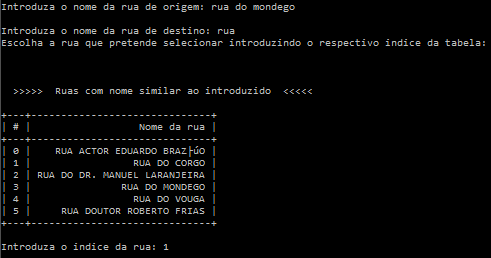 Introduza o nome da rua de origem: rua do mondego
Introduza o nome da rua de destino: rua
Escolha a rua que pretende selecionar introduzindo o respectivo indice da tabela:
>>>>> Ruas com nome similar ao introduzido <<<<<
+---+------------------------------+
| # | Nome da rua |
+---+------------------------------+
| 0 | RUA ACTOR EDUARDO BRAZ├úO |
| 1 | RUA DO CORGO |
| 2 | RUA DO DR. MANUEL LARANJEIRA |
| 3 | RUA DO MONDEGO |
| 4 | RUA DO VOUGA |
| 5 | RUA DOUTOR ROBERTO FRIAS |
+---+------------------------------+
Introduza o indice da rua: 1